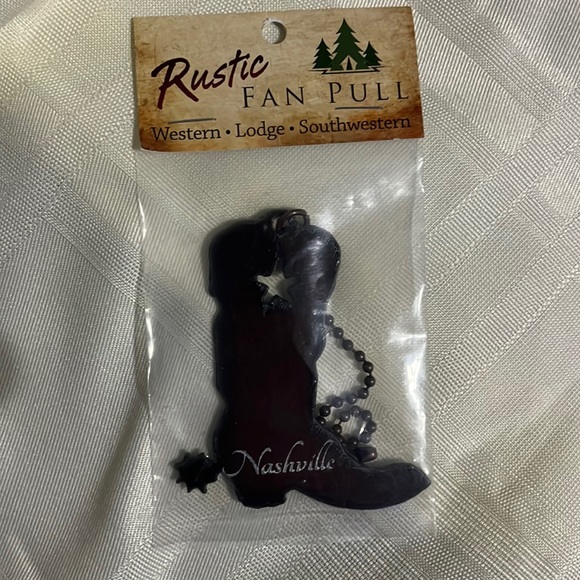 Rustic
FAN PULL
Western • Lodge • Southwestern
Nashville